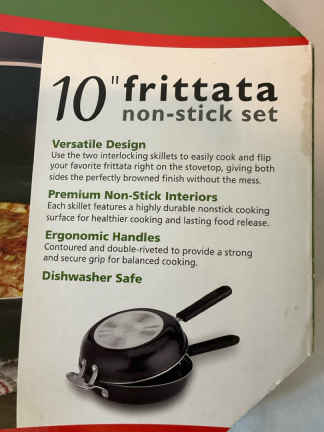 10" frittata
non-stick set
Versatile Design
Use the two interlocking skillets to easily cook and flip
your favorite frittata right on the stovetop, giving both
sides the perfectly browned finish without the mess.
Premium Non-Stick Interiors
Each skillet features a highly durable nonstick cooking
surface for healthier cooking and lasting food release.
Ergonomic Handles
Contoured and double-riveted to provide a strong
and secure grip for balanced cooking.
Dishwasher Safe